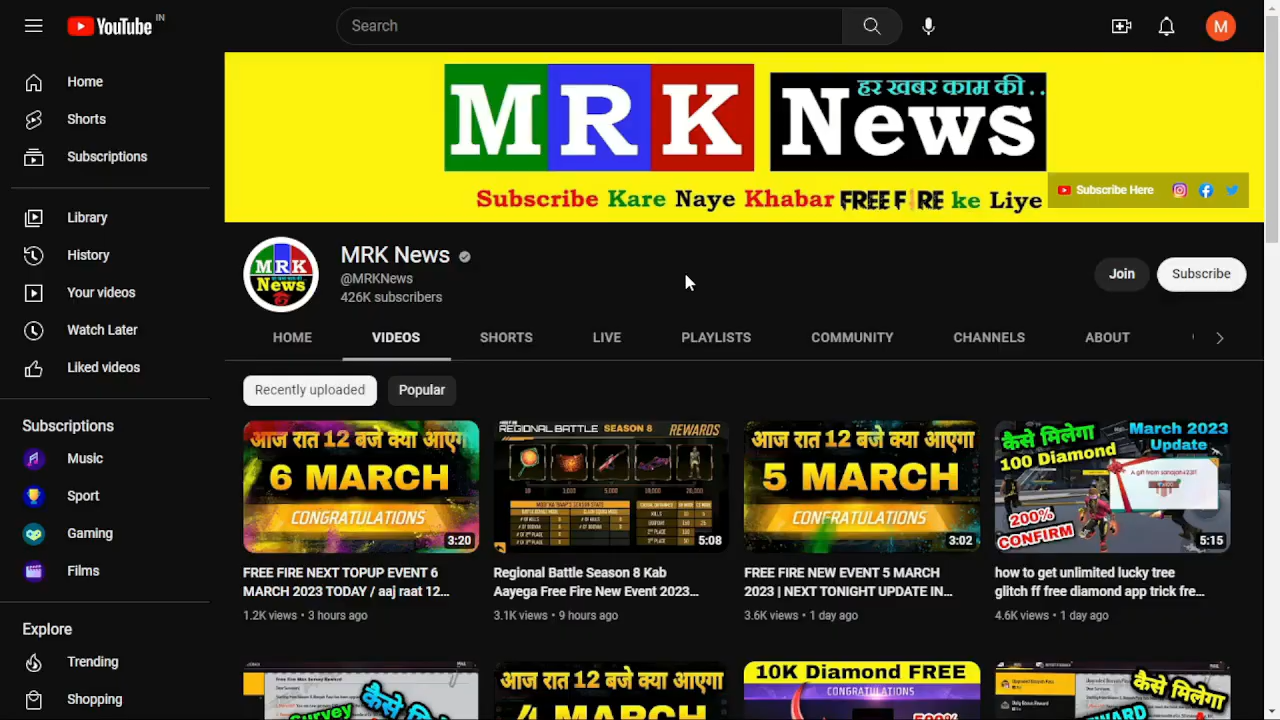 YouTube IN
Search
M
Home
Shorts
Subscriptions
Library
History
Your videos
Watch Later
Liked videos
Subscriptions
Music
Sport
Gaming
Films
Explore
Trending
Shopping
M R K News
हर खबर काम की . .
Subscribe Kare Naye Khabar FREE FIRE ke Liye
Subscribe Here
MRK
News
MRK News
@MRKNews
426K subscribers
Join
Subscribe
HOME
VIDEOS
SHORTS
LIVE
PLAYLISTS
COMMUNITY
CHANNELS
ABOUT
Recently uploaded
Popular
आज रात 12 बजे क्या आएगा
6 MARCH
CONGRATULATIONS
3:20
FREE FIRE NEXT TOPUP EVENT 6
MARCH 2023 TODAY / aaj raat 12...
1.2K views • 3 hours ago
REGIONAL BATTLE SEASON 8 REWARDS
5:08
Regional Battle Season 8 Kab
Aayega Free Fire New Event 2023...
3.1K views • 9 hours ago
आज रात 12 बजे क्या आएगा
5 MARCH
CONGRATULATIONS
3:02
FREE FIRE NEW EVENT 5 MARCH
2023 | NEXT TONIGHT UPDATE IN...
3.6K views • 1 day ago
कैसे मिलेगा
100 Diamond
March 2023
Update
200%
CONFIRM
5:15
how to get unlimited lucky tree
glitch ff free diamond app trick fre...
4.6K views • 1 day ago
Survey
आज रात 12 बजे क्या आएगा
4 MARCH
10K Diamond FREE
CONGRATULATIONS
कैसे मिलेगा